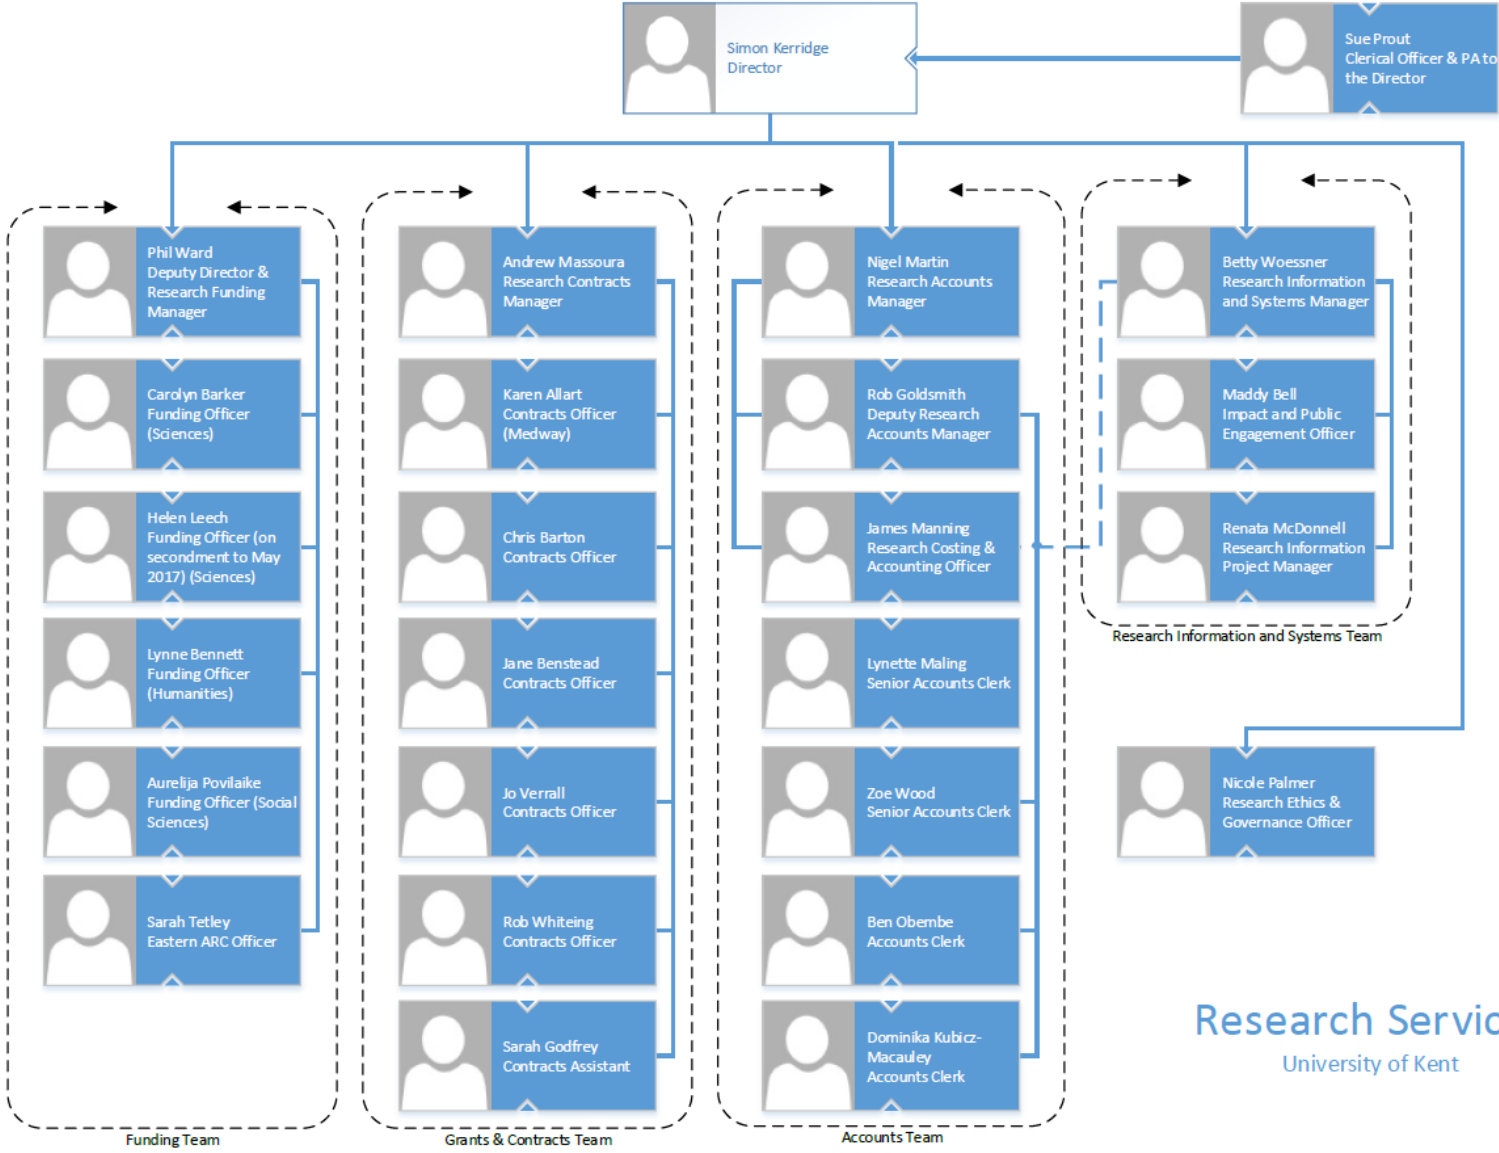 Simon Kerridge
Director
Sue Prout
Clerical Officer & PA to
the Director
Phil Ward
Deputy Director &
Research Funding
Manager
Carolyn Barker
Funding Officer
(Sciences)
Helen Leech
Funding Officer (on
secondment to May
2017) (Sciences)
Lynne Bennett
Funding Officer
(Humanities)
Aurelija Povilaike
Funding Officer (Social
Sciences)
Sarah Tetley
Eastern ARC Officer
Funding Team
Andrew Massoura
Research Contracts
Manager
Karen Allart
Contracts Officer
(Medway)
Chris Barton
Contracts Officer
Jane Benstead
Contracts Officer
Jo Verrall
Contracts Officer
Rob Whiteing
Contracts Officer
Sarah Godfrey
Contracts Assistant
Grants & Contracts Team
Nigel Martin
Research Accounts
Manager
Rob Goldsmith
Deputy Research
Accounts Manager
James Manning
Research Costing &
Accounting Officer
Lynette Maling
Senior Accounts Clerk
Zoe Wood
Senior Accounts Clerk
Ben Obembe
Accounts Clerk
Dominika Kubicz-
Macauley
Accounts Clerk
Accounts Team
Betty Woessner
Research Information
and Systems Manager
Maddy Bell
Impact and Public
Engagement Officer
Renata McDonnell
Research Information
Project Manager
Research Information and Systems Team
Nicole Palmer
Research Ethics &
Governance Officer
Research Servic
University of Kent